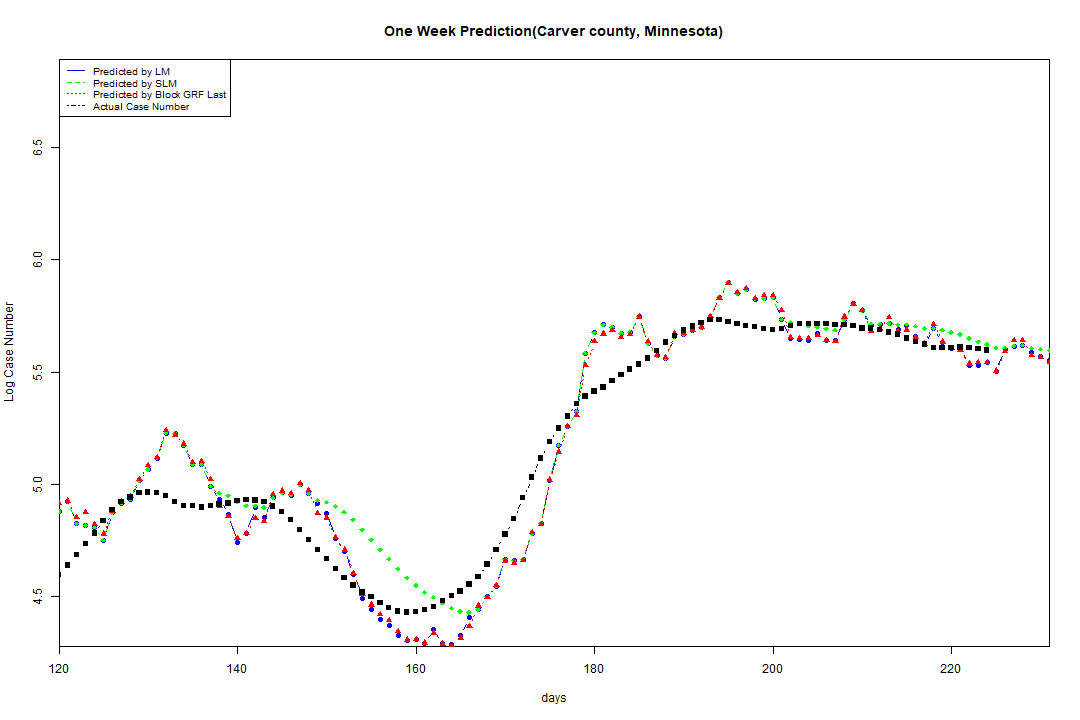 One Week Prediction(Carver county, Minnesota)
Predicted by LM
Predicted by SLM
Predicted by Block GRF Last
Actual Case Number
6.5
6.0
5.5
5.0
4.5
Log Case Number
120 140 160 180 200 220
days